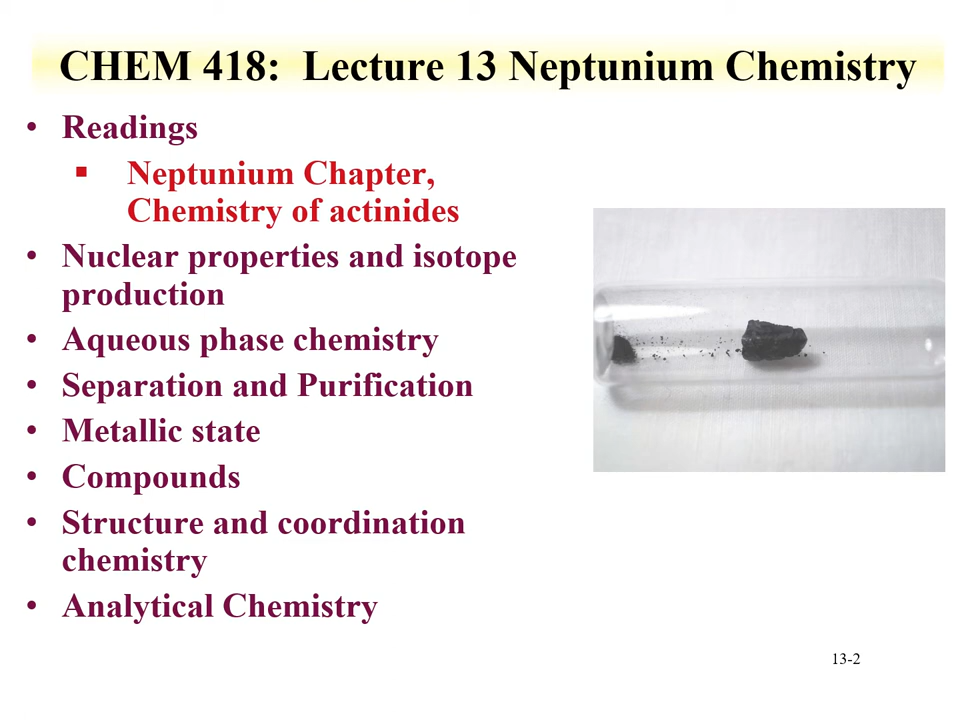 CHEM 418: Lecture 13 Neptunium Chemistry
• Readings
▪ Neptunium Chapter,
Chemistry of actinides
• Nuclear properties and isotope
production
• Aqueous phase chemistry
• Separation and Purification
• Metallic state
• Compounds
• Structure and coordination
chemistry
• Analytical Chemistry
13-2